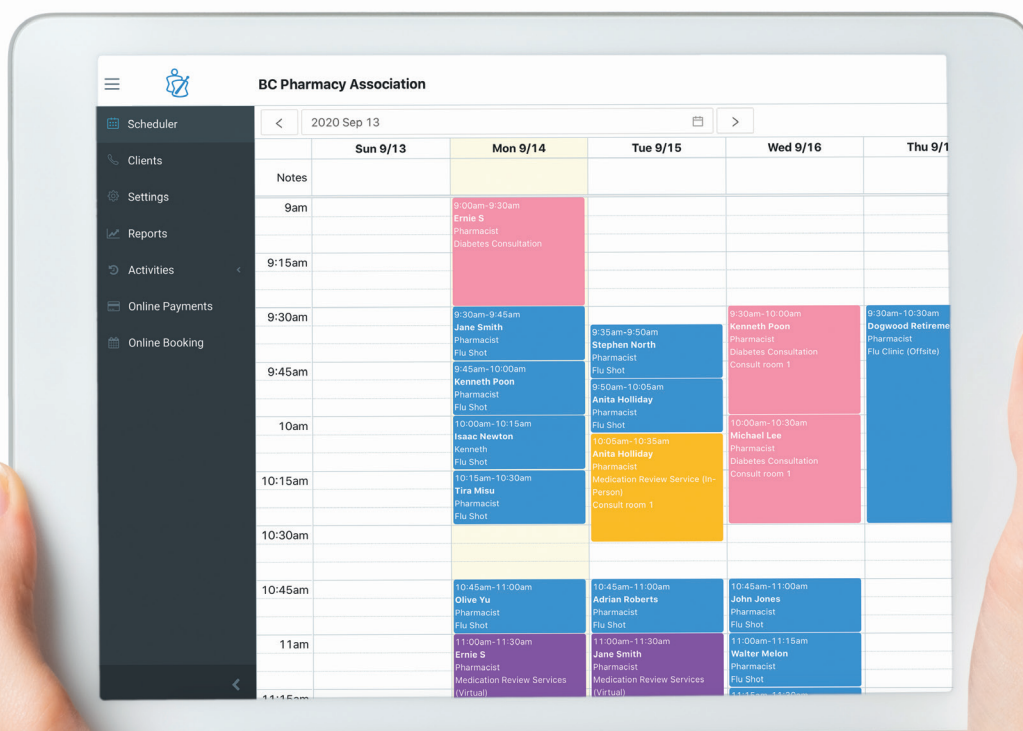 BC Pharmacy Association
Scheduler
Clients
Settings
Reports
Activities
Online Payments
Online Booking
2020 Sep 13
Sun 9/13
Mon 9/14
Tue 9/15
Wed 9/16
Thu 9/1
Notes
9am
9:15am
9:30am
9:45am
10am
10:15am
10:30am
10:45am
11am
11:15am
9:00am-9:30am
Ernie S
Pharmacist
Diabetes Consultation
9:30am-9:45am
Jane Smith
Pharmacist
Flu Shot
9:45am-10:00am
Kenneth Poon
Pharmacist
Flu Shot
10:00am-10:15am
Isaac Newton
Kenneth
Flu Shot
10:15am-10:30am
Tira Misu
Pharmacist
Flu Shot
10:45am-11:00am
Olive Yu
Pharmacist
Flu Shot
11:00am-11:30am
Ernie S
Pharmacist
Medication Review Services
(Virtual)
9:35am-9:50am
Stephen North
Pharmacist
Flu Shot
9:50am-10:05am
Anita Holliday
Pharmacist
Flu Shot
10:05am-10:35am
Anita Holliday
Pharmacist
Medication Review Service (In-
Person)
Consult room 1
10:45am-11:00am
Adrian Roberts
Pharmacist
Flu Shot
11:00am-11:30am
Jane Smith
Pharmacist
Medication Review Services
(Virtual)
9:30am-10:00am
Kenneth Poon
Pharmacist
Diabetes Consultation
Consult room 1
10:00am-10:30am
Michael Lee
Pharmacist
Diabetes Consultation
Consult room 1
10:45am-11:00am
John Jones
Pharmacist
Flu Shot
11:00am-11:15am
Walter Melon
Pharmacist
Flu Shot
11:15am-11:30am
9:30am-10:30am
Dogwood Retireme
Pharmacist
Flu Clinic (Offsite)